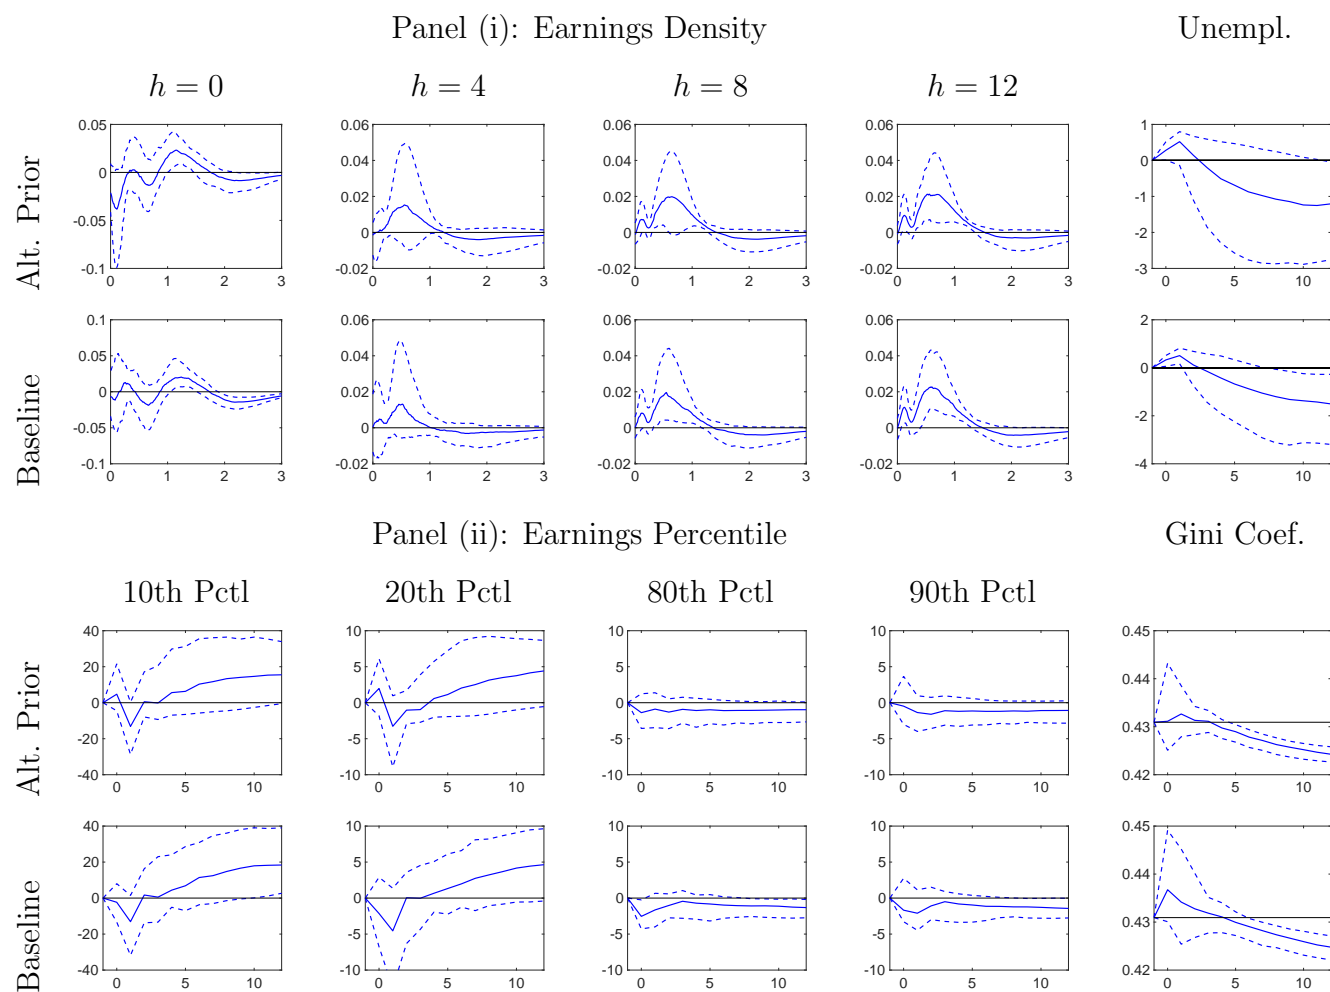 Panel (i): Earnings Density Unempl.
h = 0 h = 4 h = 8 h = 12
Alt. Prior
0.05 0 -0.05 -0.1 0 1 2 3
0.06 0.04 0.02 0 -0.02 0 1 2 3
0.06 0.04 0.02 0 -0.02 0 1 2 3
0.06 0.04 0.02 0 -0.02 0 1 2 3
1 0 -1 -2 -3 0 5 10
Baseline
0.1 0.05 0 -0.05 -0.1 0 1 2 3
0.06 0.04 0.02 0 -0.02 0 1 2 3
0.06 0.04 0.02 0 -0.02 0 1 2 3
0.06 0.04 0.02 0 -0.02 0 1 2 3
2 0 -2 -4 0 5 10
Panel (ii): Earnings Percentile Gini Coef.
10th Pctl 20th Pctl 80th Pctl 90th Pctl
Alt. Prior
40 20 0 -20 -40 0 5 10
10 5 0 -5 -10 0 5 10
10 5 0 -5 -10 0 5 10
10 5 0 -5 -10 0 5 10
0.45 0.44 0.43 0.42 0 5 10
Baseline
40 20 0 -20 -40 0 5 10
10 5 0 -5 -10 0 5 10
10 5 0 -5 -10 0 5 10
10 5 0 -5 -10 0 5 10
0.45 0.44 0.43 0.42 0 5 10